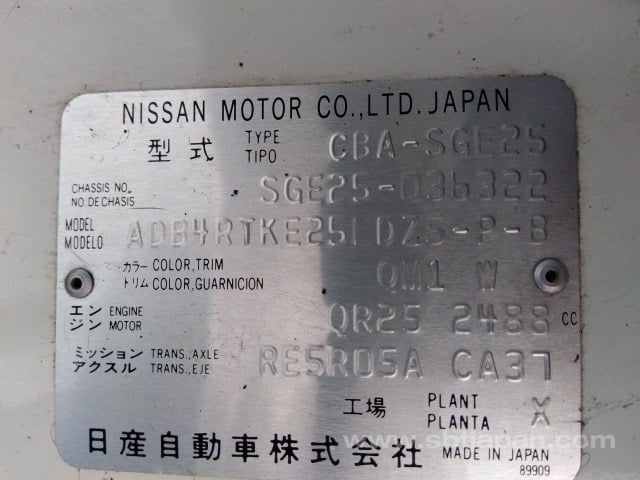 NISSAN MOTOR CO.,LTD. JAPAN
型式 TYPE TIPO CBA-SGE25
CHASSIS NO. NO. DE CHASIS SGE25-036322
MODEL MODELO
カラー COLOR,TRIM
トリム COLOR,GUARNICION QM1 W
エンジン ENGINE MOTOR QR25 2488 CC
ミッション TRANS.,AXLE
アクスル TRANS.,EJE RE5R05A CA37
工場 PLANT PLANTA X
日産自動車株式会社 MADE IN JAPAN
89909
www.sbtjapan.com